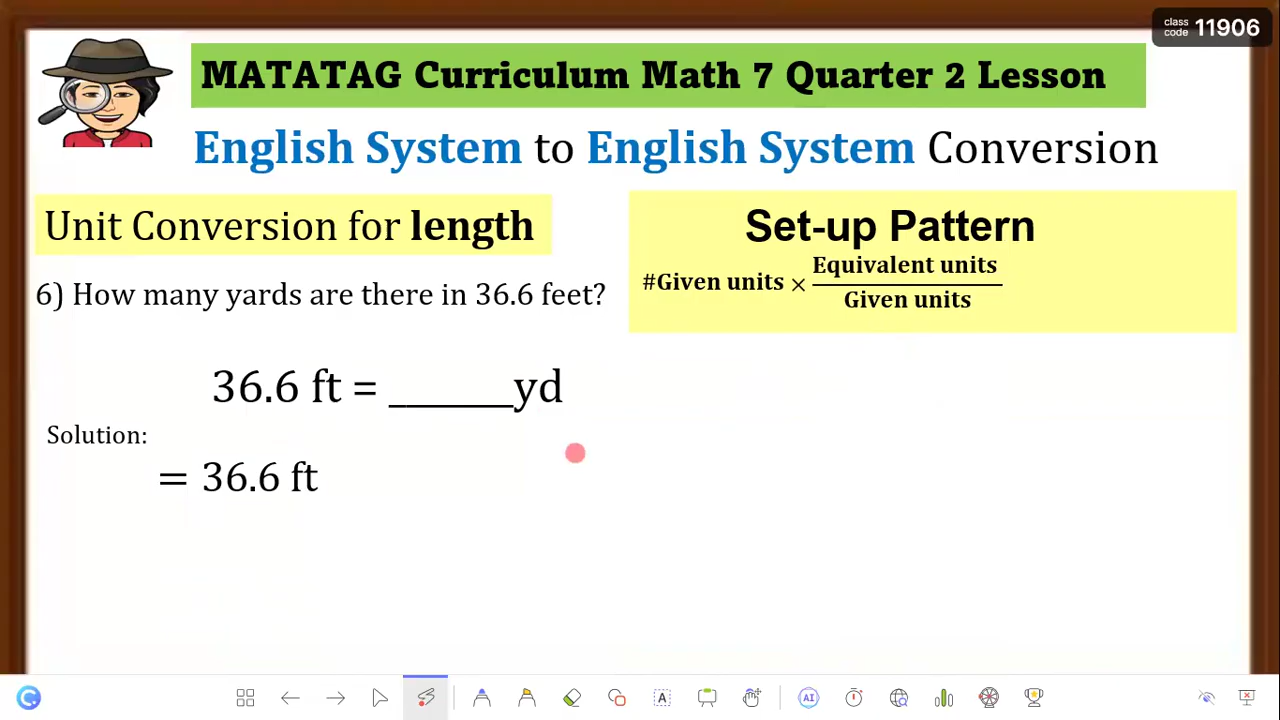 class code 11906
MATATAG Curriculum Math 7 Quarter 2 Lesson
English System to English System Conversion
Unit Conversion for length
Set-up Pattern
#Given units × Equivalent units / Given units
6) How many yards are there in 36.6 feet?
36.6 ft = ______yd
Solution:
= 36.6 ft
AI
A